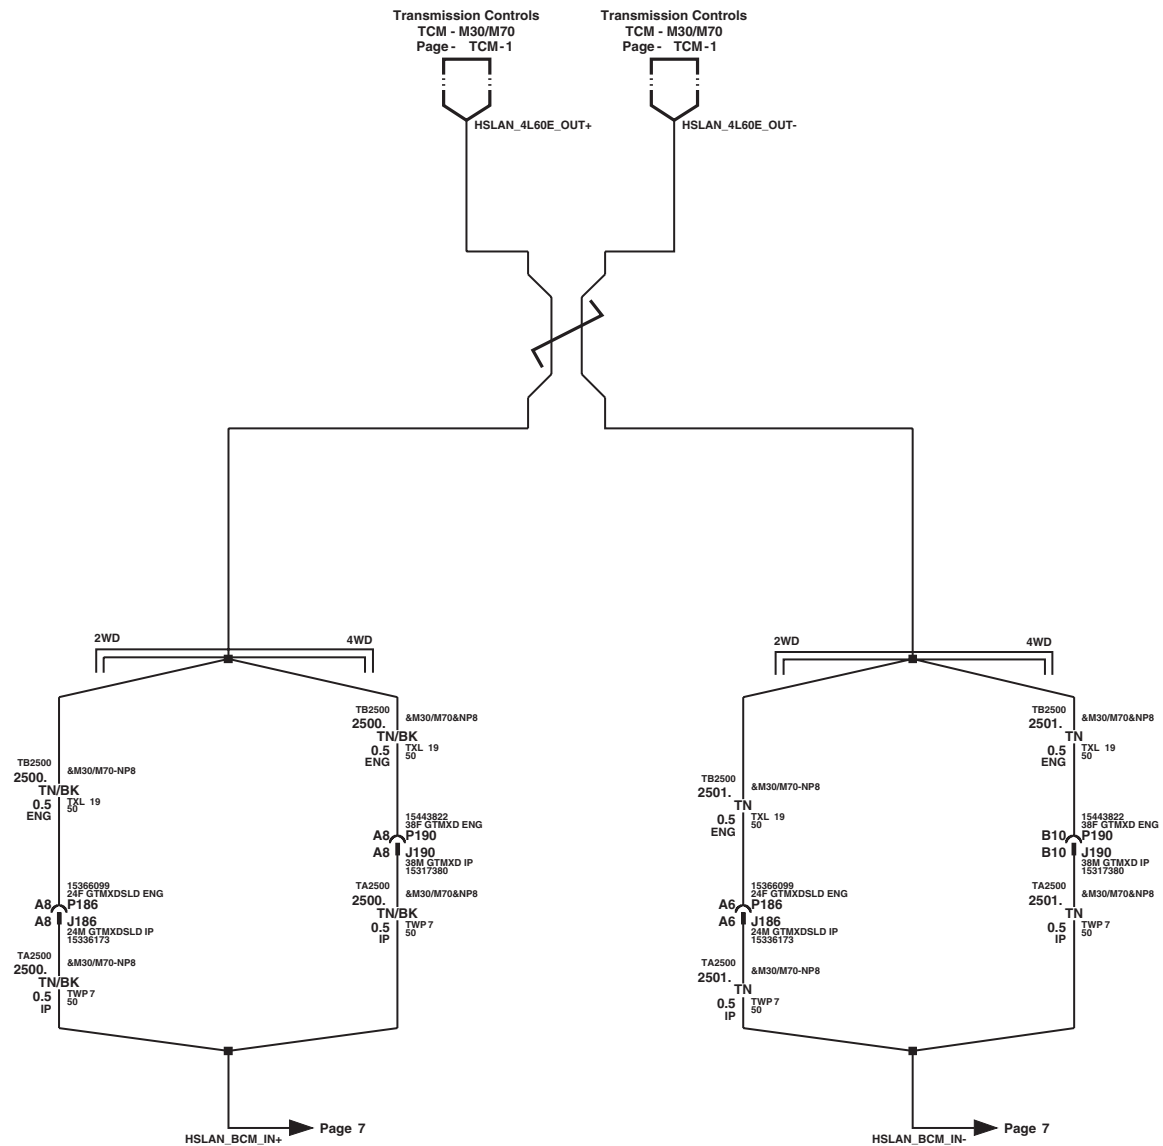 Transmission Controls
TCM - M30/M70
Page - TCM-1
Transmission Controls
TCM - M30/M70
Page - TCM-1
HSLAN_4L60E_OUT+
HSLAN_4L60E_OUT-
2WD
4WD
2WD
4WD
TB2500
2500.
&M30/M70-NP8
TN/BK
0.5
TXL 19
50
ENG
15366099
24F GTMXDSLD ENG
A8 P186
A8 J186
24M GTMXDSLD IP
15336173
TA2500
2500.
&M30/M70-NP8
TN/BK
0.5
TWP 7
50
IP
TB2500
2500.
&M30/M70&NP8
TN/BK
0.5
TXL 19
50
ENG
15443822
38F GTMXD ENG
A8 P190
A8 J190
38M GTMXD IP
15317380
TA2500
2500.
&M30/M70&NP8
TN/BK
0.5
TWP 7
50
IP
TB2500
2501.
&M30/M70-NP8
TN
0.5
TXL 19
50
ENG
15366099
24F GTMXDSLD ENG
A6 P186
A6 J186
24M GTMXDSLD IP
15336173
TA2500
2501.
&M30/M70-NP8
TN
0.5
TWP 7
50
IP
TB2500
2501.
&M30/M70&NP8
TN
0.5
TXL 19
50
ENG
15443822
38F GTMXD ENG
B10 P190
B10 J190
38M GTMXD IP
15317380
TA2500
2501.
&M30/M70&NP8
TN
0.5
TWP 7
50
IP
HSLAN_BCM_IN+
Page 7
HSLAN_BCM_IN-
Page 7